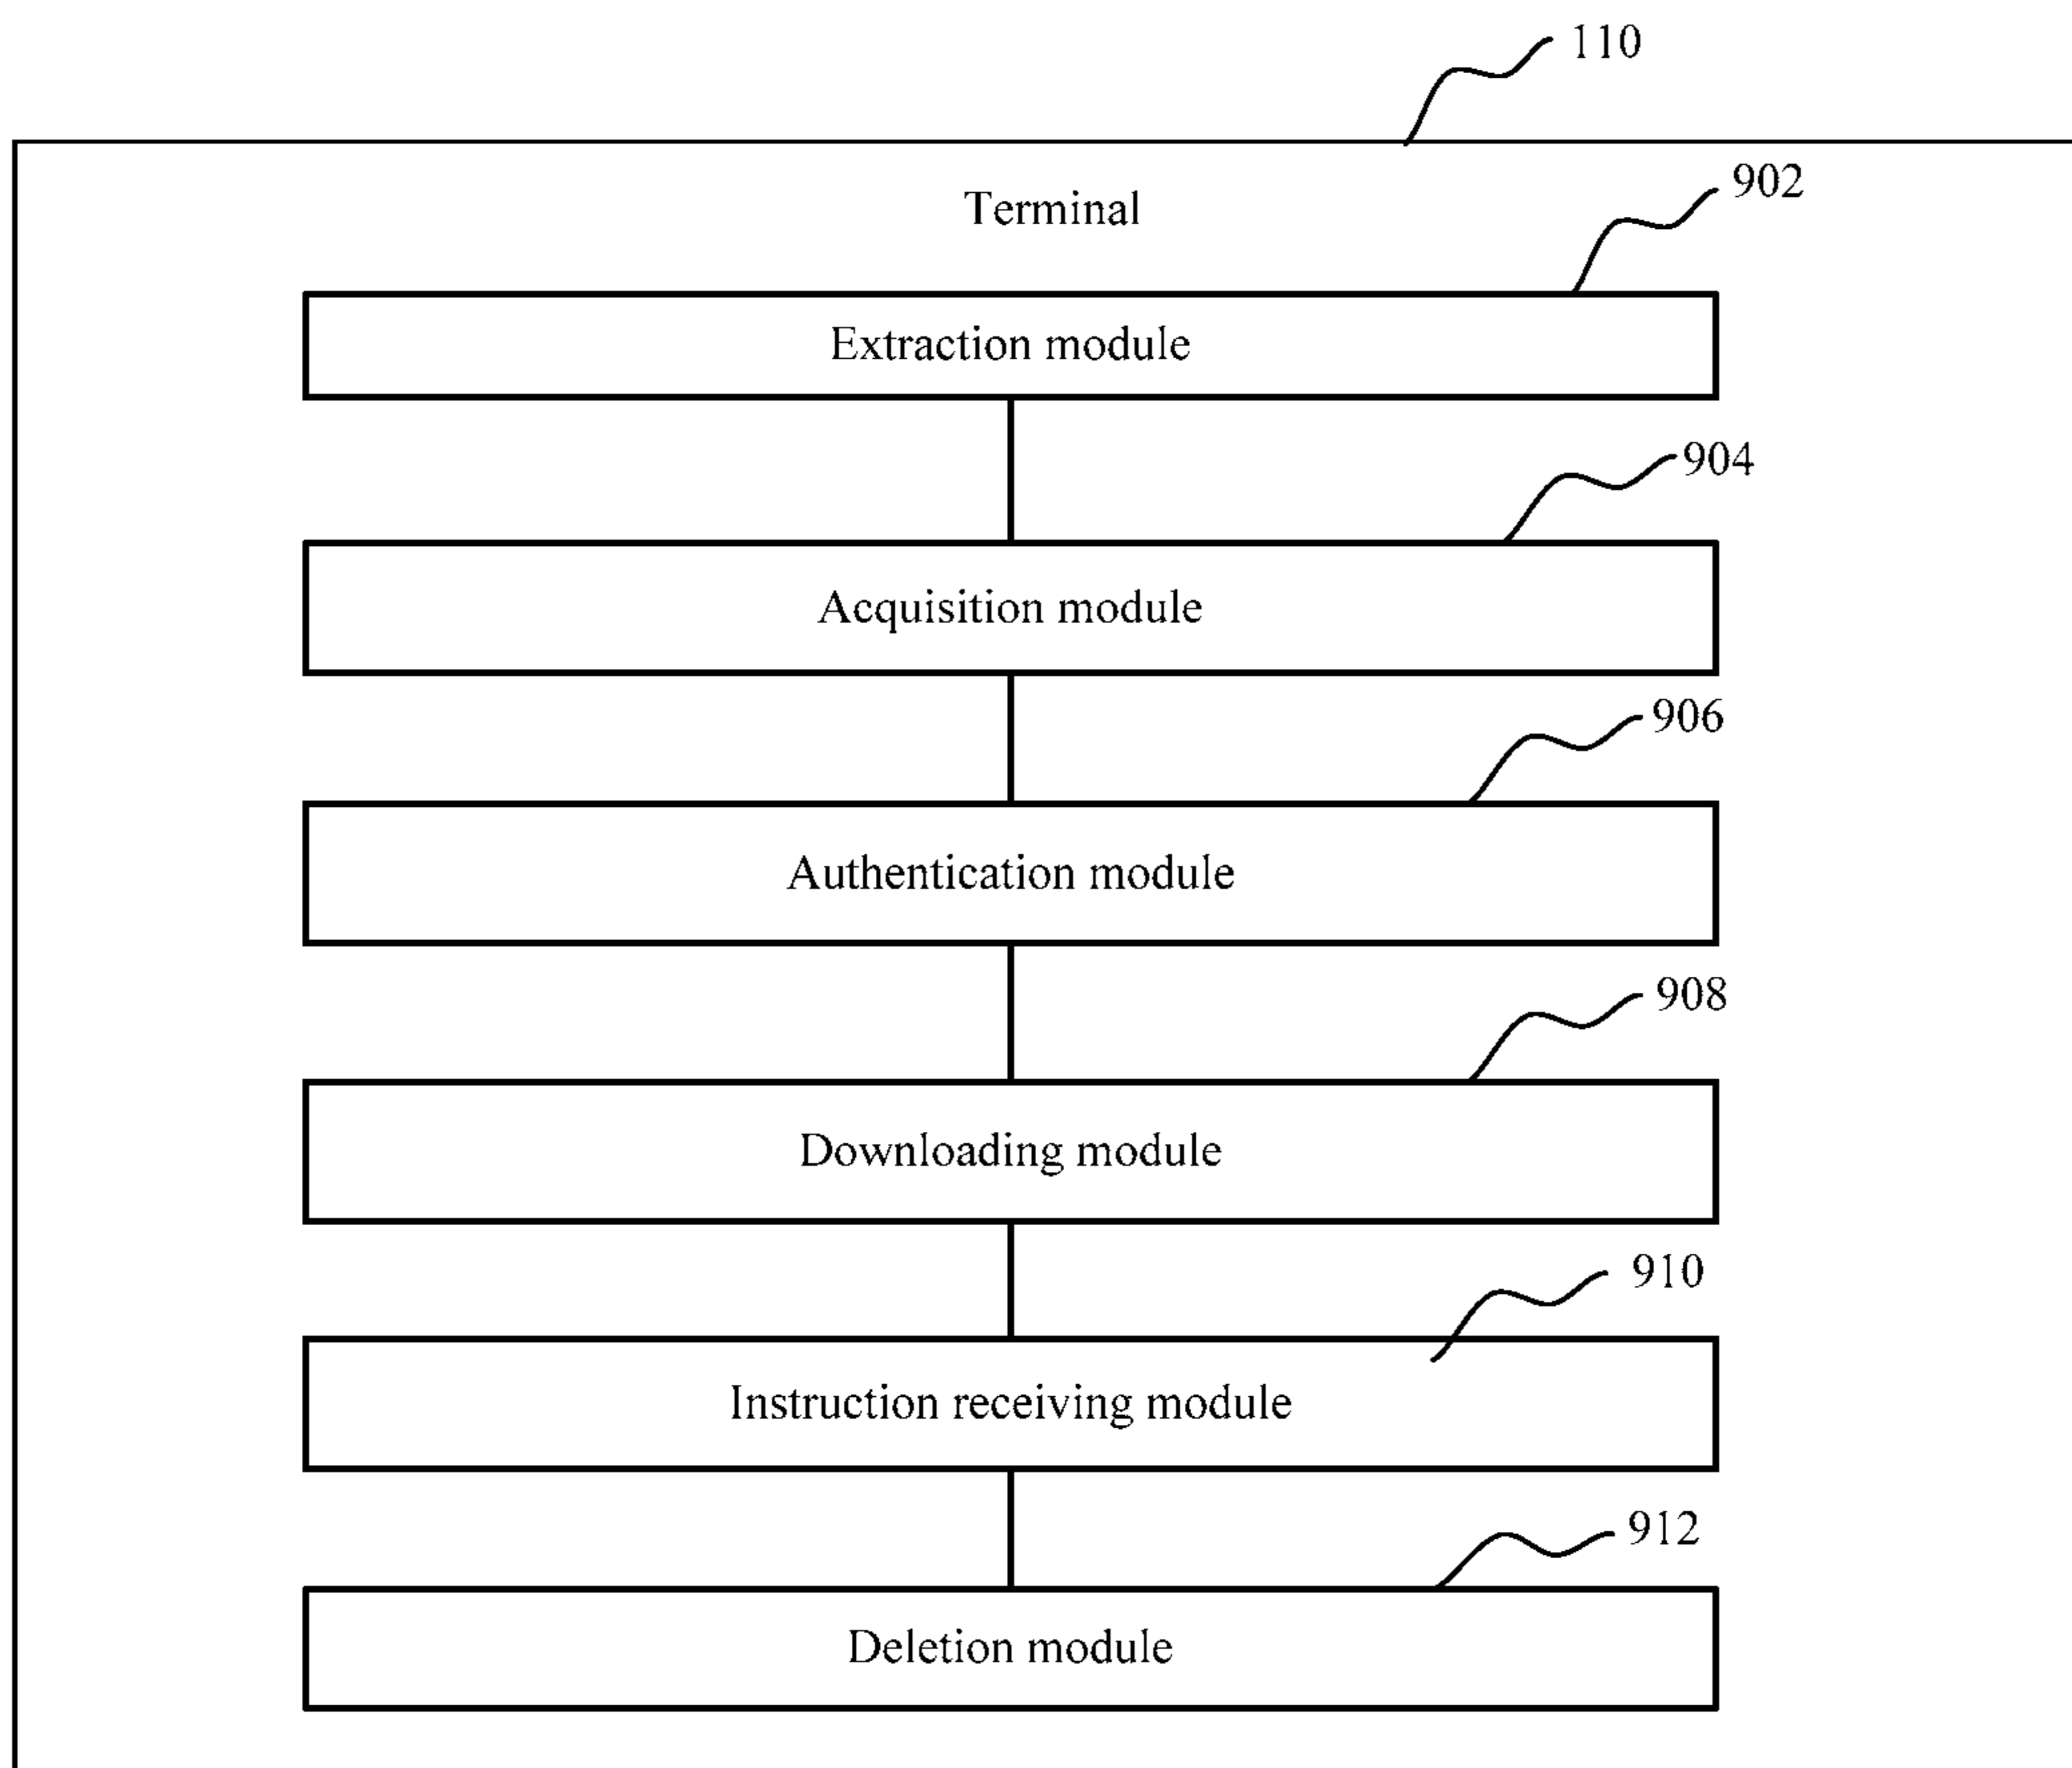 110
Terminal
902
Extraction module
904
Acquisition module
906
Authentication module
908
Downloading module
910
Instruction receiving module
912
Deletion module